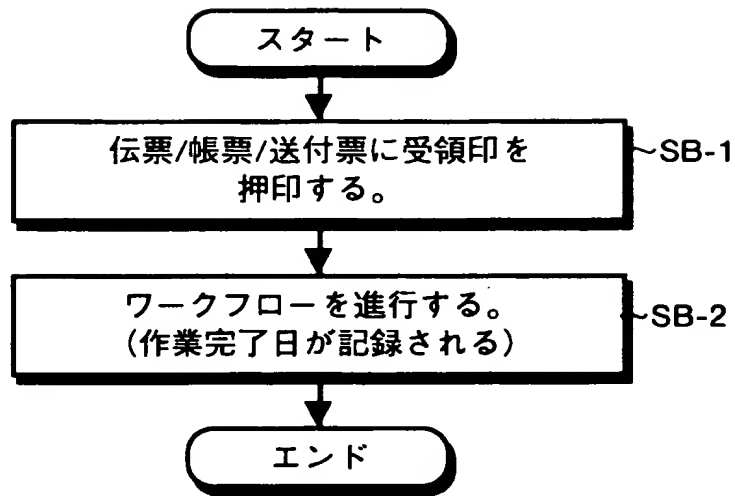 スタート
伝票/帳票/送付票に受領印を
押印する。
~SB-1
ワークフローを進行する。
(作業完了日が記録される)
~SB-2
エンド